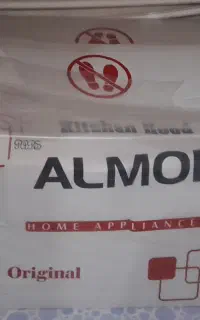 Kitchen Hood
ALMO
HOME APPLIANCE
Original